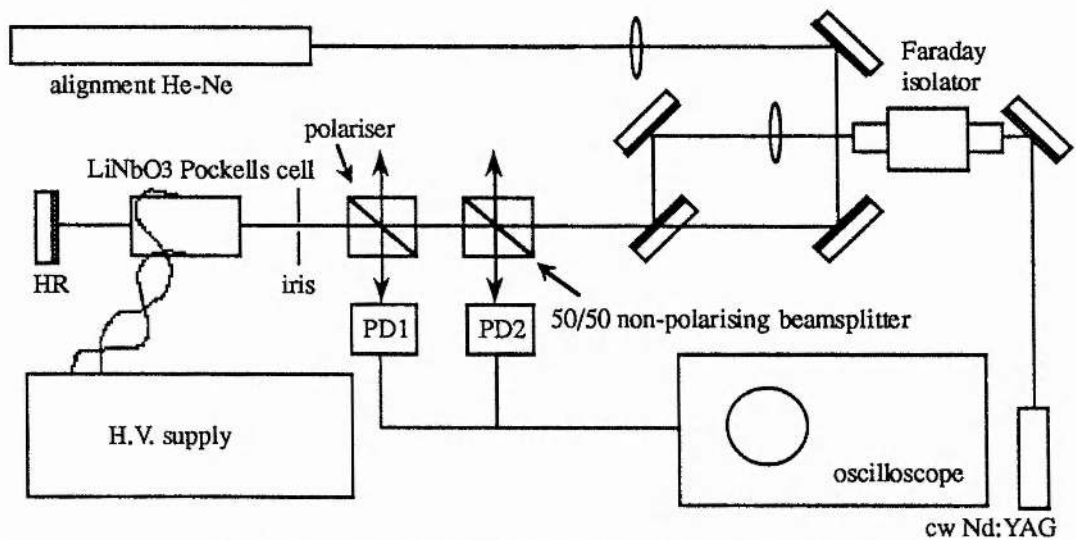 alignment He-Ne
Faraday
isolator
polariser
LiNbO3 Pockells cell
HR
iris
PD1
PD2
50/50 non-polarising beamsplitter
H.V. supply
oscilloscope
cw Nd:YAG